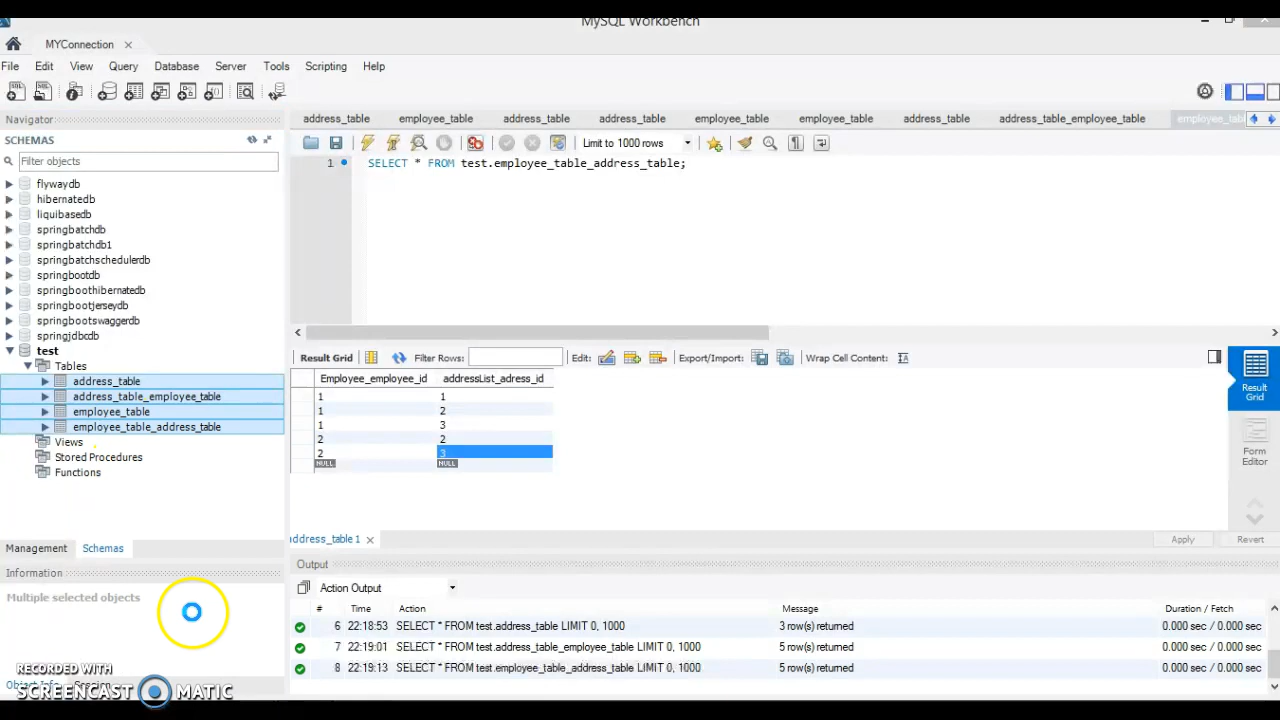 MySQL Workbench
MYConnection
File Edit View Query Database Server Tools Scripting Help
Navigator
SCHEMAS
Filter objects
flywaydb
hibernatedb
liquibasedb
springbatchdb
springbatchdb1
springbatchschedulerdb
springbootdb
springboothibernatedb
springbootjerseydb
springbootswaggerdb
springjdbcdb
test
Tables
address_table
address_table_employee_table
employee_table
employee_table_address_table
Views
Stored Procedures
Functions
Management Schemas
Information
Multiple selected objects
RECORDED WITH
SCREENCAST MATIC
address_table employee_table address_table address_table employee_table employee_table address_table address_table_employee_table
Limit to 1000 rows
1 SELECT * FROM test.employee_table_address_table;
Result Grid Filter Rows: Edit: Export/Import: Wrap Cell Content:
Employee_employee_id addressList_adress_id
1 1
1 2
1 3
2 2
2 3
NULL NULL
Result Grid
Form Editor
address_table 1 Apply Revert
Output
Action Output
# Time Action Message Duration / Fetch
6 22:18:53 SELECT * FROM test.address_table LIMIT 0, 1000 3 row(s) returned 0.000 sec / 0.000 sec
7 22:19:01 SELECT * FROM test.address_table_employee_table LIMIT 0, 1000 5 row(s) returned 0.000 sec / 0.000 sec
8 22:19:13 SELECT * FROM test.employee_table_address_table LIMIT 0, 1000 5 row(s) returned 0.000 sec / 0.000 sec